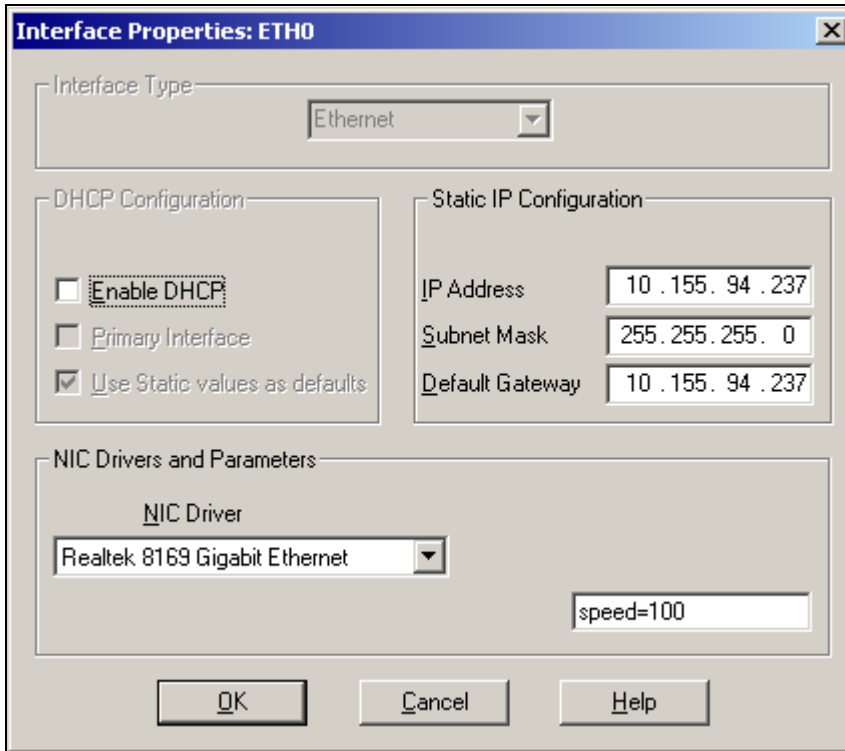 Interface Properties: ETH0
Interface Type
Ethernet
DHCP Configuration
Enable DHCP
Primary Interface
Use Static values as defaults
Static IP Configuration
IP Address 10 .155. 94 .237
Subnet Mask 255.255.255. 0
Default Gateway 10 .155. 94 .237
NIC Drivers and Parameters
NIC Driver
Realtek 8169 Gigabit Ethernet
speed=100
OK Cancel Help